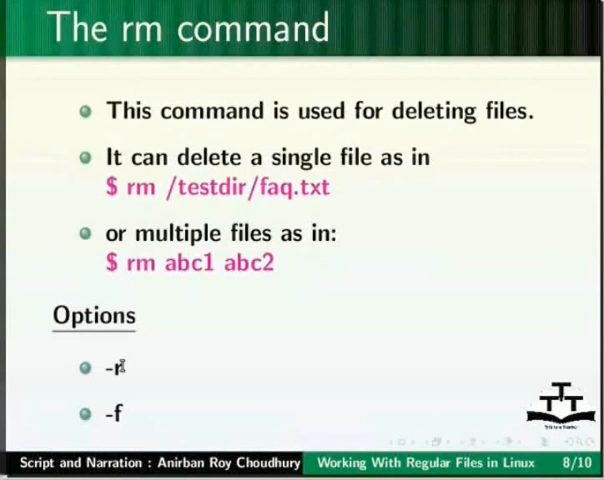 The rm command
This command is used for deleting files.
It can delete a single file as in
$ rm /testdir/faq.txt
or multiple files as in:
$ rm abc1 abc2
Options
-r
-f
Script and Narration : Anirban Roy Choudhury Working With Regular Files in Linux 8/10